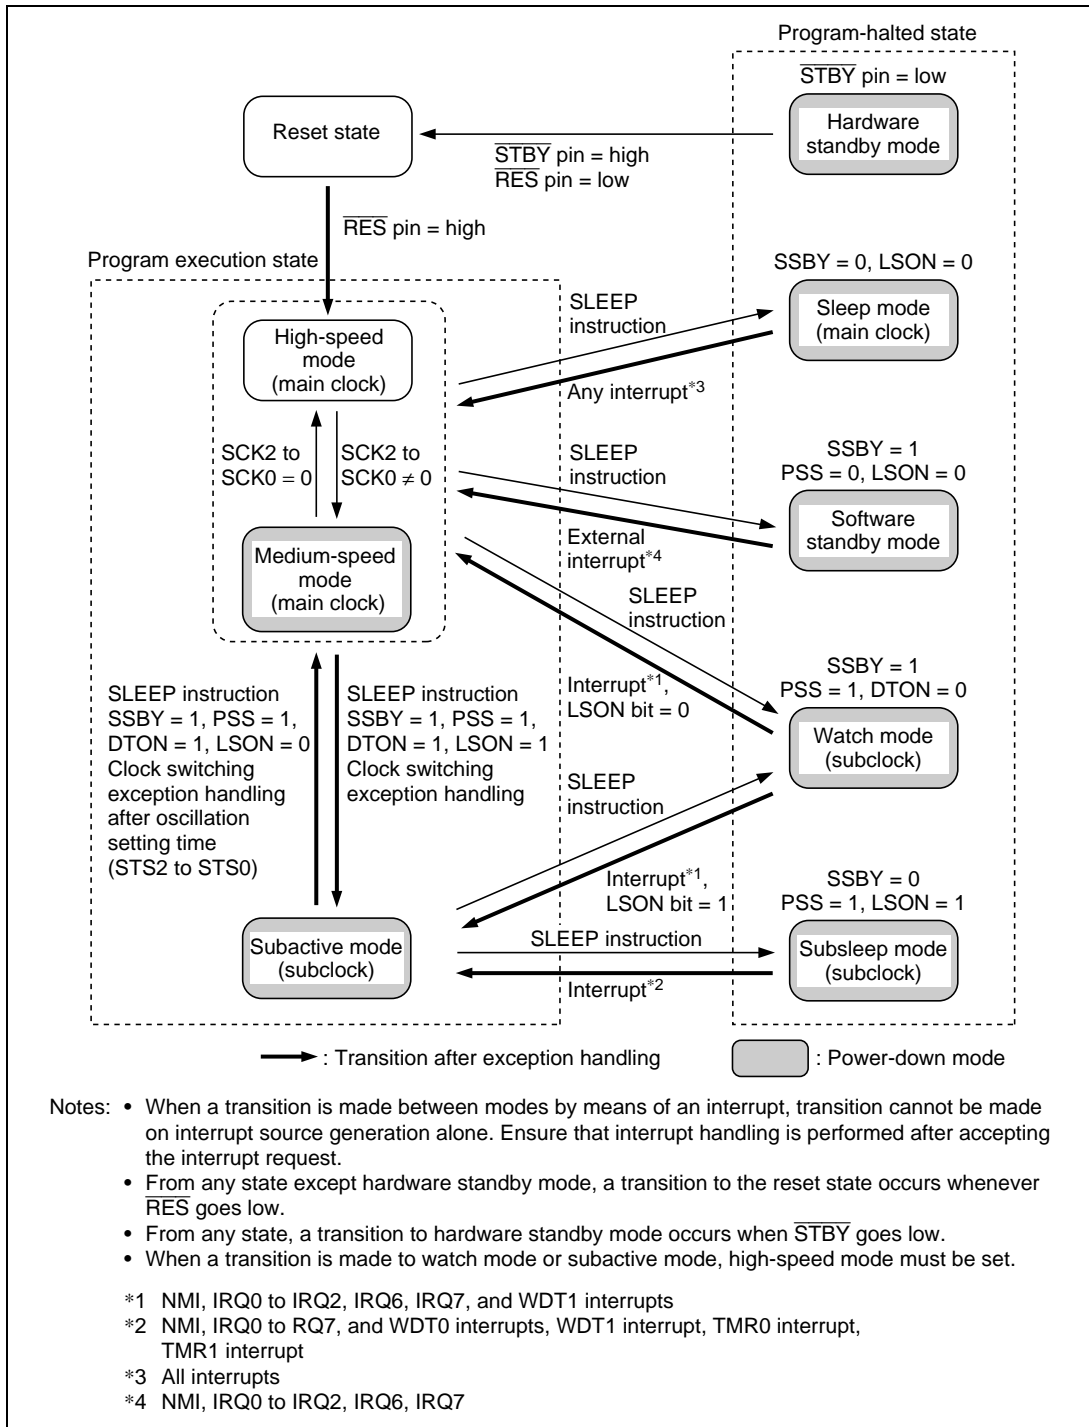 Program-halted state
STBY pin = low
Hardware
standby mode
Reset state
STBY pin = high
RES pin = low
RES pin = high
Program execution state
SSBY = 0, LSON = 0
Sleep mode
(main clock)
SLEEP
instruction
High-speed
mode
(main clock)
Any interrupt*3
SCK2 to
SCK0 = 0
SCK2 to
SCK0 ≠ 0
SLEEP
instruction
SSBY = 1
PSS = 0, LSON = 0
Software
standby mode
External
interrupt*4
Medium-speed
mode
(main clock)
SLEEP
instruction
SSBY = 1
PSS = 1, DTON = 0
Interrupt*1,
LSON bit = 0
Watch mode
(subclock)
SLEEP instruction
SSBY = 1, PSS = 1,
DTON = 1, LSON = 0
Clock switching
exception handling
after oscillation
setting time
(STS2 to STS0)
SLEEP instruction
SSBY = 1, PSS = 1,
DTON = 1, LSON = 1
Clock switching
exception handling
SLEEP
instruction
Interrupt*1,
LSON bit = 1
SSBY = 0
PSS = 1, LSON = 1
Subactive mode
(subclock)
SLEEP instruction
Subsleep mode
(subclock)
Interrupt*2
: Transition after exception handling
: Power-down mode
Notes: • When a transition is made between modes by means of an interrupt, transition cannot be made
on interrupt source generation alone. Ensure that interrupt handling is performed after accepting
the interrupt request.
• From any state except hardware standby mode, a transition to the reset state occurs whenever
RES goes low.
• From any state, a transition to hardware standby mode occurs when STBY goes low.
• When a transition is made to watch mode or subactive mode, high-speed mode must be set.
*1 NMI, IRQ0 to IRQ2, IRQ6, IRQ7, and WDT1 interrupts
*2 NMI, IRQ0 to RQ7, and WDT0 interrupts, WDT1 interrupt, TMR0 interrupt,
TMR1 interrupt
*3 All interrupts
*4 NMI, IRQ0 to IRQ2, IRQ6, IRQ7